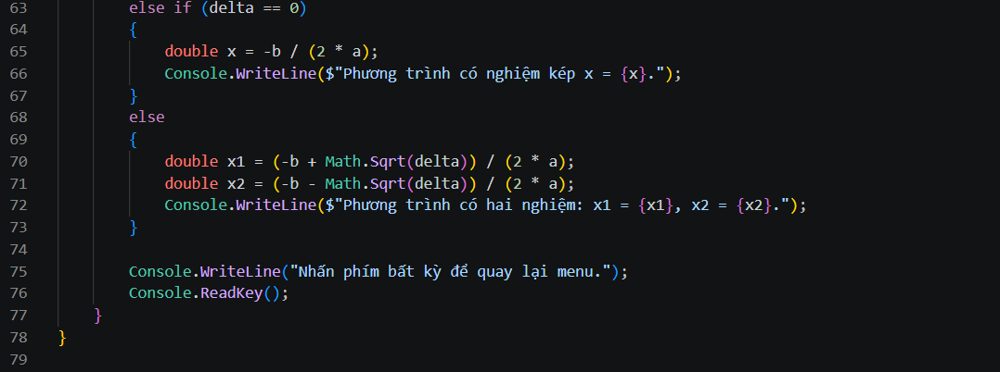 63 else if (delta == 0)
64 {
65 double x = -b / (2 * a);
66 Console.WriteLine($"Phương trình có nghiệm kép x = {x}.");
67 }
68 else
69 {
70 double x1 = (-b + Math.Sqrt(delta)) / (2 * a);
71 double x2 = (-b - Math.Sqrt(delta)) / (2 * a);
72 Console.WriteLine($"Phương trình có hai nghiệm: x1 = {x1}, x2 = {x2}.");
73 }
74
75 Console.WriteLine("Nhấn phím bất kỳ để quay lại menu.");
76 Console.ReadKey();
77 }
78 }
79